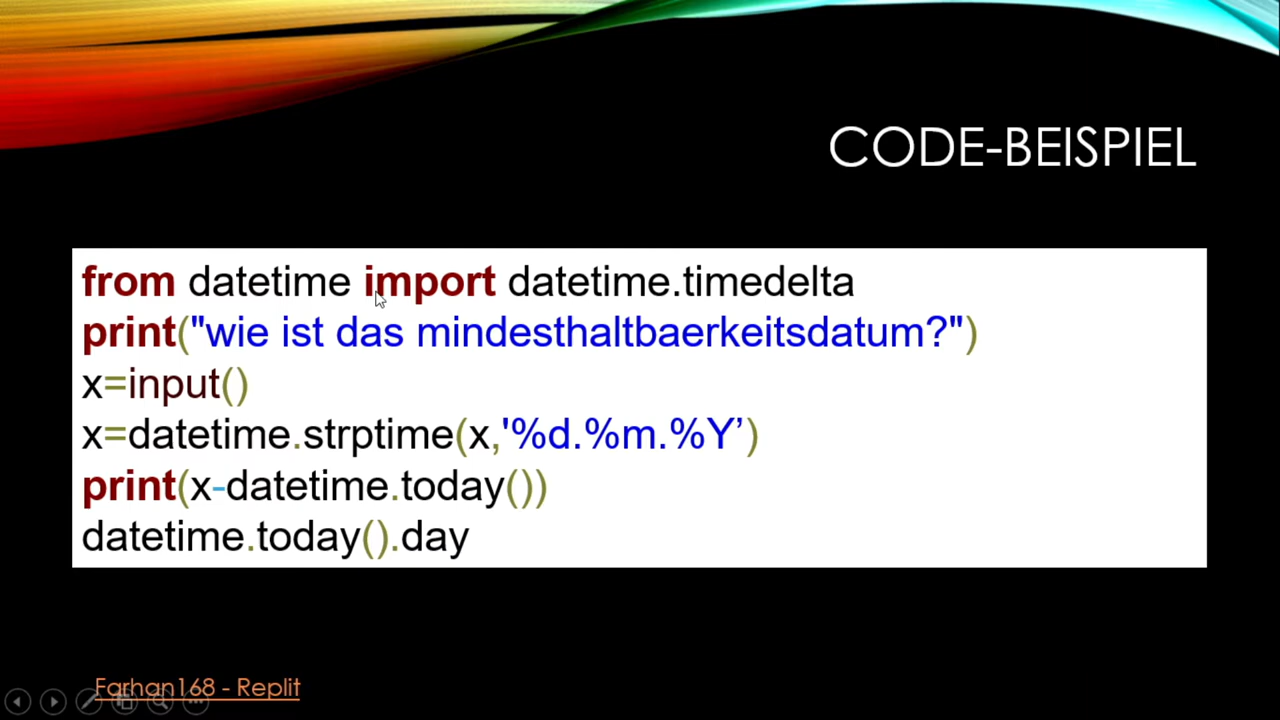 CODE-BEISPIEL
from datetime import datetime.timedelta
print("wie ist das mindesthaltbaerkeitsdatum?")
x=input()
x=datetime.strptime(x,'%d.%m.%Y’)
print(x-datetime.today())
datetime.today().day
Farhan168 - Replit